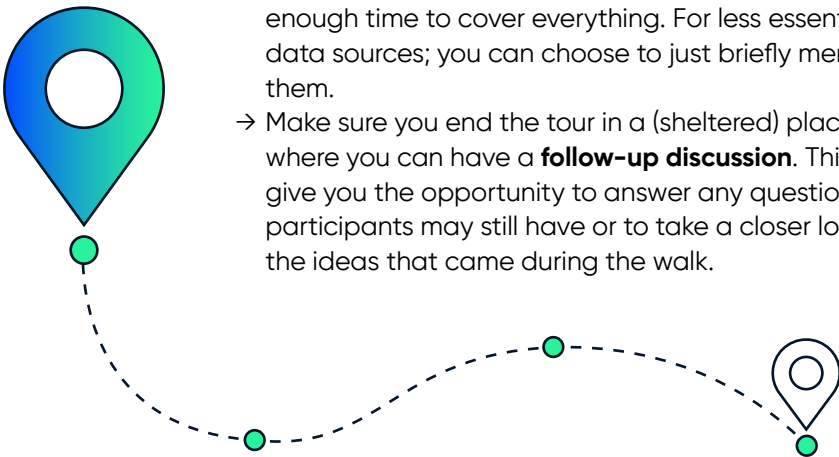 enough time to cover everything. For less essent
data sources; you can choose to just briefly mer
them.
→ Make sure you end the tour in a (sheltered) plac
where you can have a follow-up discussion. Thi
give you the opportunity to answer any questio
participants may still have or to take a closer lo
the ideas that came during the walk.